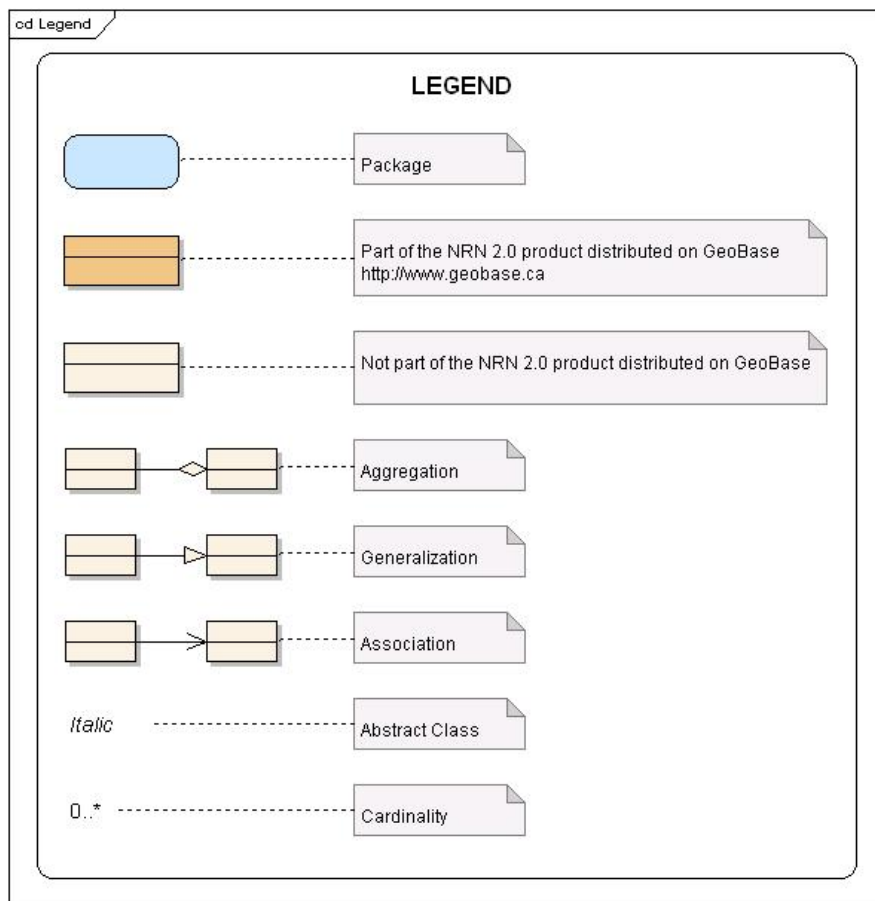 cd Legend
LEGEND
Package
Part of the NRN 2.0 product distributed on GeoBase
http://www.geobase.ca
Not part of the NRN 2.0 product distributed on GeoBase
Aggregation
Generalization
Association
Italic
Abstract Class
0..*
Cardinality